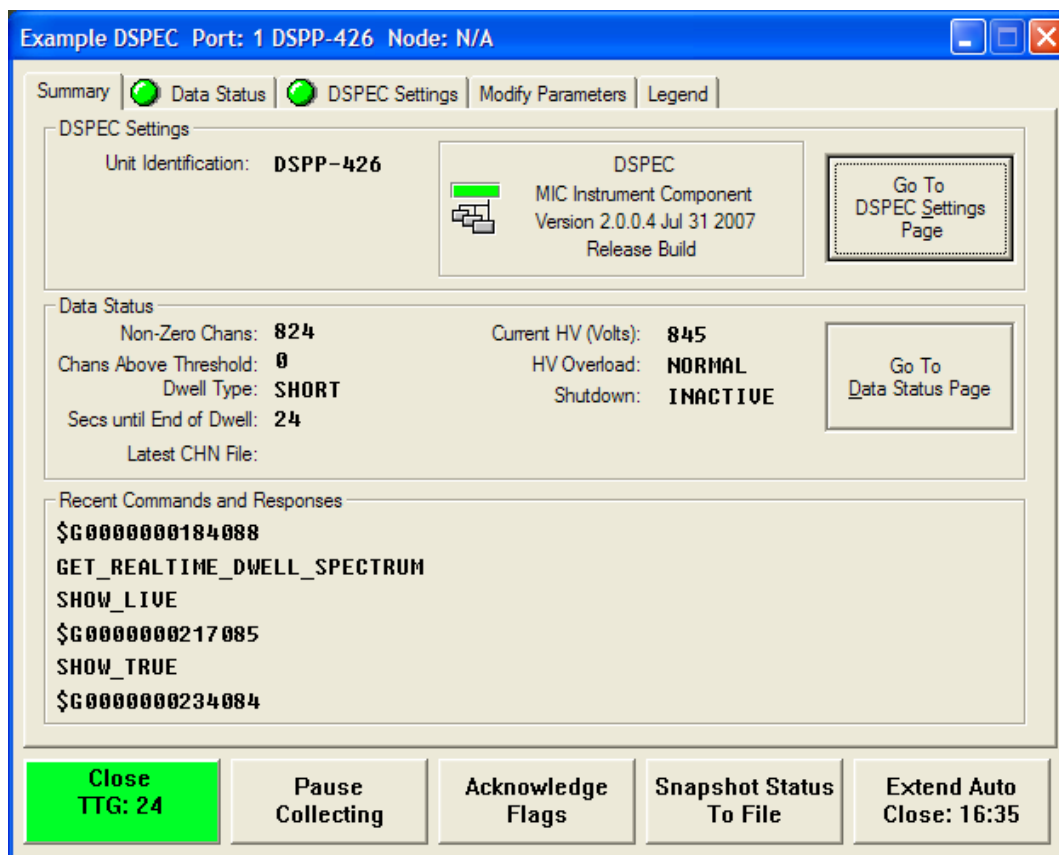 Example DSPEC Port: 1 DSPP-426 Node: N/A
Summary Data Status DSPEC Settings Modify Parameters Legend
DSPEC Settings
Unit Identification: DSPP-426
DSPEC
MIC Instrument Component
Version 2.0.0.4 Jul 31 2007
Release Build
Go To
DSPEC Settings
Page
Data Status
Non-Zero Chans: 824
Chans Above Threshold: 0
Dwell Type: SHORT
Secs until End of Dwell: 24
Latest CHN File:
Current HV (Volts): 845
HV Overload: NORMAL
Shutdown: INACTIVE
Go To
Data Status Page
Recent Commands and Responses
$G0000000184088
GET_REALTIME_DWELL_SPECTRUM
SHOW_LIVE
$G0000000217085
SHOW_TRUE
$G0000000234084
Close
TTG: 24
Pause
Collecting
Acknowledge
Flags
Snapshot Status
To File
Extend Auto
Close: 16:35